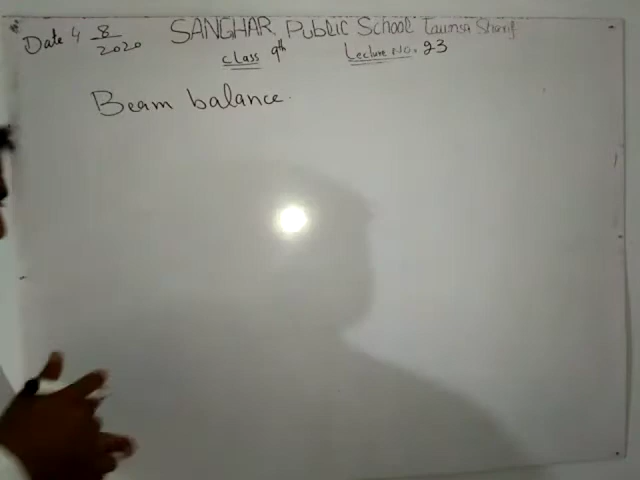 Date 4 8/2020 SANGHAR Public School Taunsa Sharif
Class 9th Lecture No. 23
Beam balance.